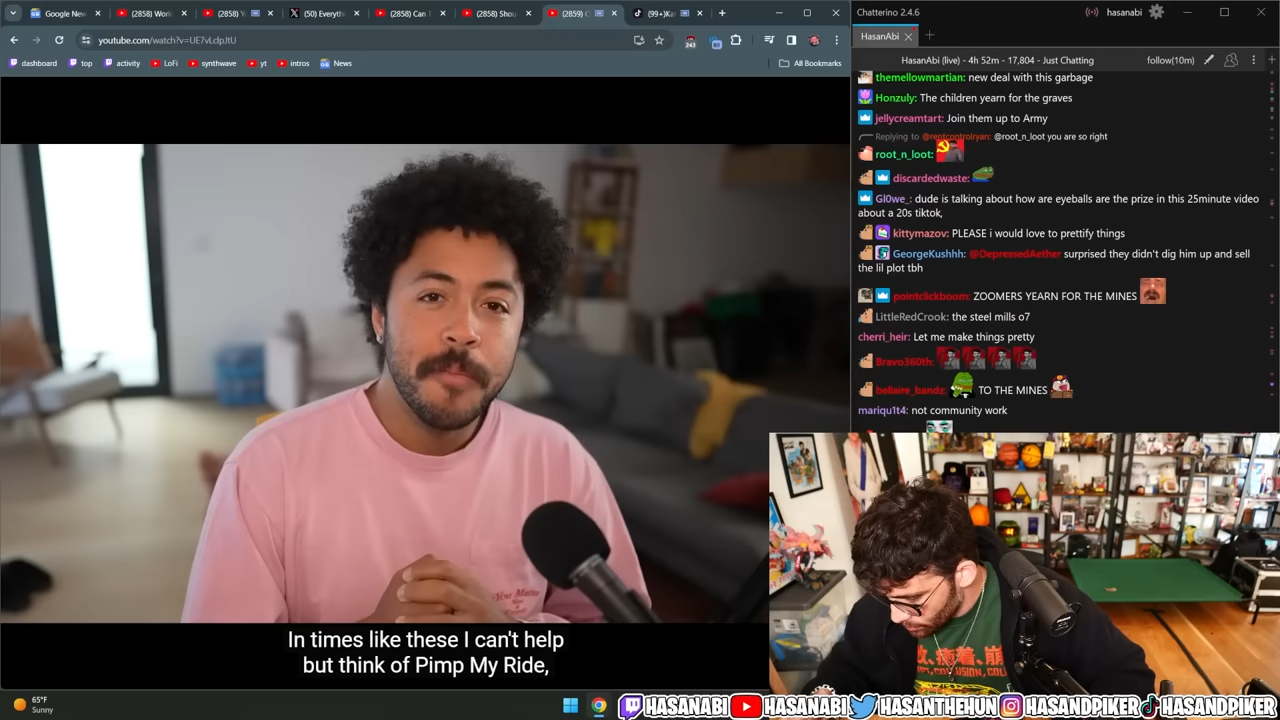 Google New
(2858) Wor
(2858) Y
(50) Everyth
(2858) Can
(2858) Shou
(2859)
(99+)Ka
youtube.com/watch?v=UE7vLclpJtU
243
dashboard
top
activity
LoFi
synthwave
yt
intros
News
All Bookmarks
In times like these I can't help
but think of Pimp My Ride,
65°F
Sunny
Chatterino 2.4.6
hasanabi
HasanAbi
HasanAbi (live) - 4h 52m - 17,804 - Just Chatting
follow(10m)
themellowmartian: new deal with this garbage
Honzuly: The children yearn for the graves
jellycreamtart: Join them up to Army
Replying to @rentcontrolryan: @root_n_loot you are so right
root_n_loot:
discardedwaste:
Gl0we_: dude is talking about how are eyeballs are the prize in this 25minute video
about a 20s tiktok,
kittymazov: PLEASE i would love to prettify things
GeorgeKushhh: @DepressedAether surprised they didn't dig him up and sell
the lil plot tbh
pointclickboom: ZOOMERS YEARN FOR THE MINES
LittleRedCrook: the steel mills o7
cherri_heir: Let me make things pretty
Bravo360th:
bellaire_bandz: TO THE MINES
mariqu1t4: not community work
HASANABI
HASANABI
HASANTHEHUN
HASANDPIKER
HASANDPIKER